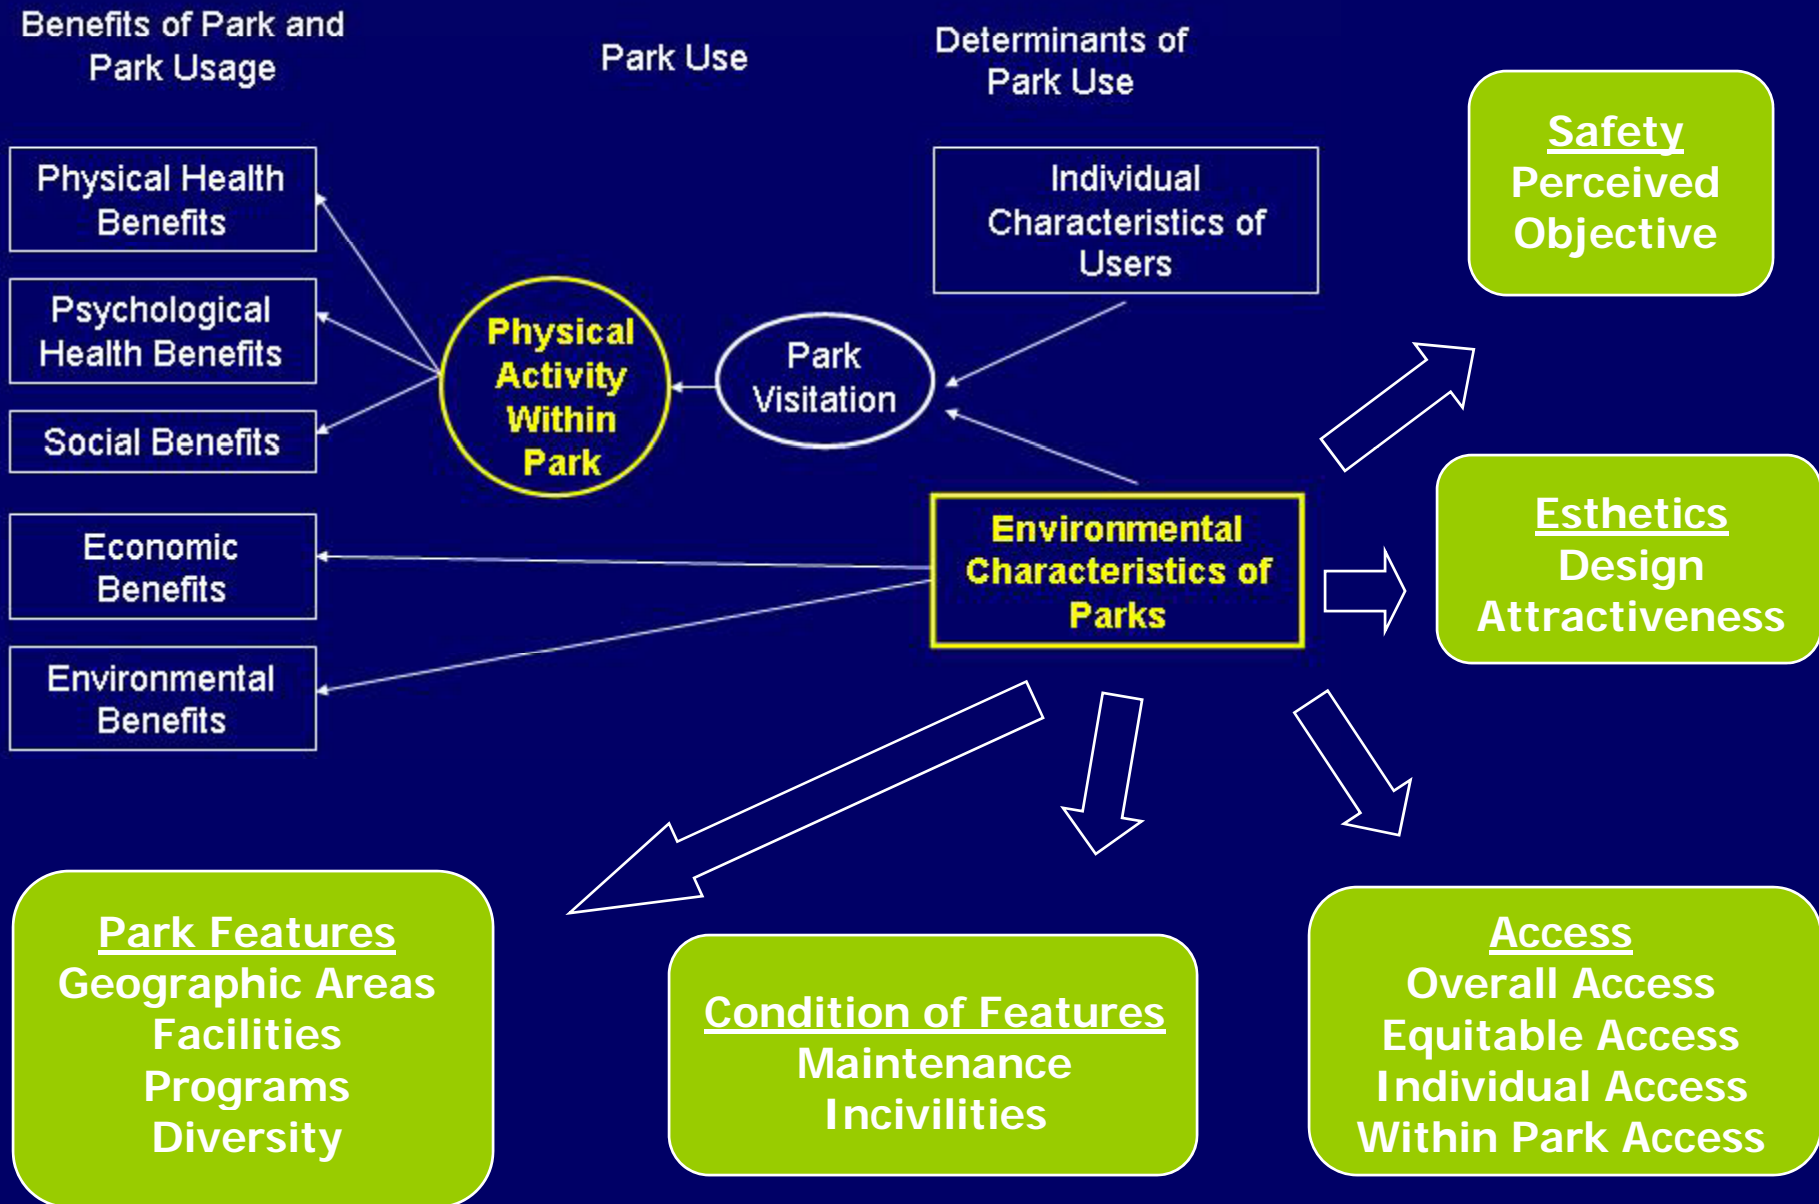 Benefits of Park and
Park Usage
Park Use
Determinants of
Park Use
Physical Health
Benefits
Psychological
Health Benefits
Social Benefits
Economic
Benefits
Environmental
Benefits
Physical
Activity
Within
Park
Park
Visitation
Individual
Characteristics of
Users
Environmental
Characteristics of
Parks
Safety
Perceived
Objective
Esthetics
Design
Attractiveness
Park Features
Geographic Areas
Facilities
Programs
Diversity
Condition of Features
Maintenance
Incivilities
Access
Overall Access
Equitable Access
Individual Access
Within Park Access